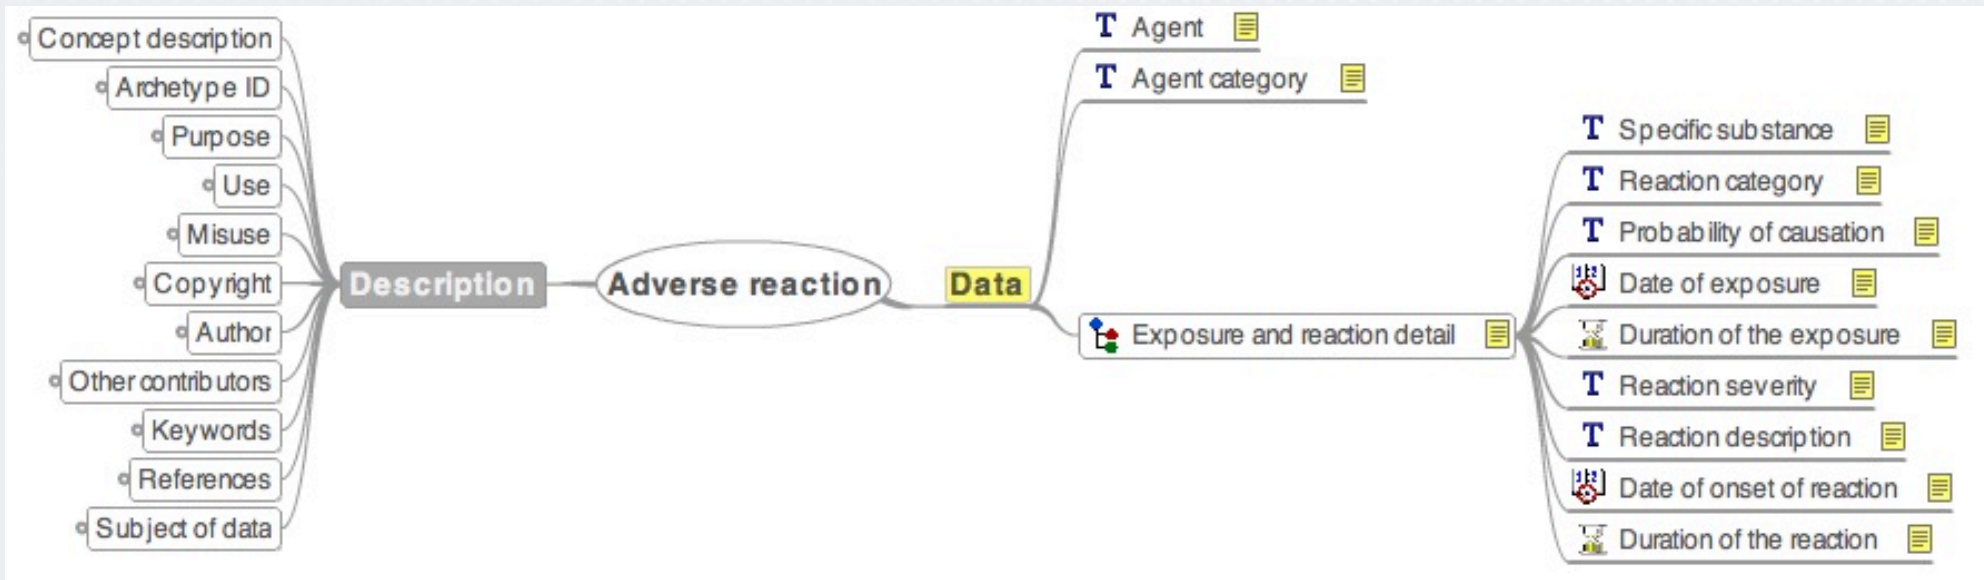 Concept description
Archetype ID
Purpose
Use
Misuse
Copyright
Author
Other contributors
Keywords
References
Subject of data
Description
Adverse reaction
Data
T Agent
T Agent category
Exposure and reaction detail
T Specific substance
T Reaction category
T Probability of causation
Date of exposure
Duration of the exposure
T Reaction severity
T Reaction description
Date of onset of reaction
Duration of the reaction